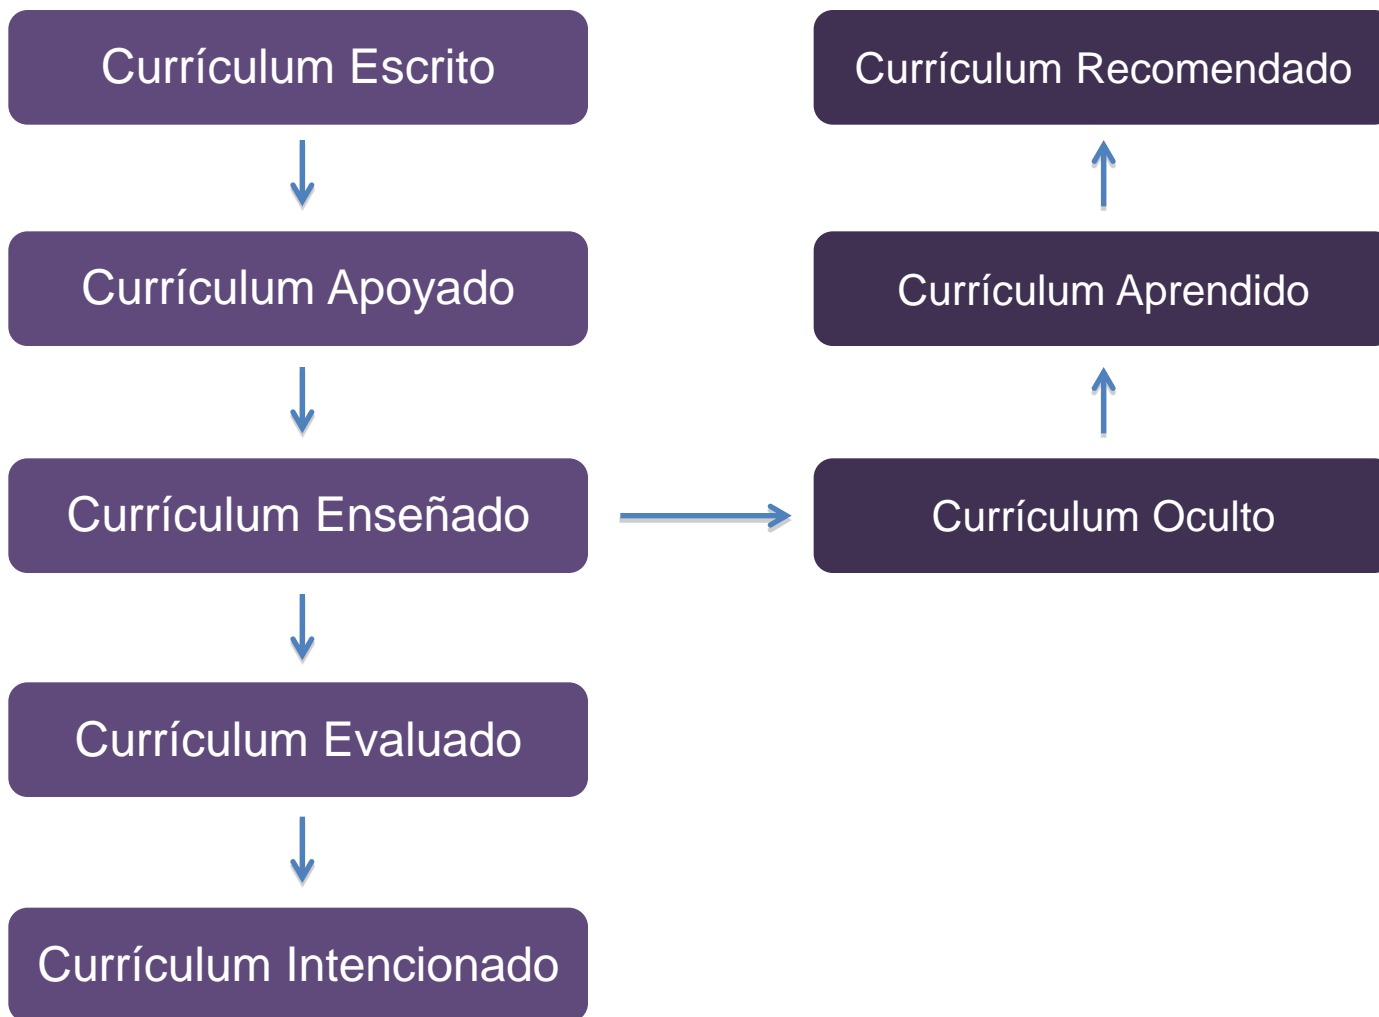 Currículum Escrito
Currículum Apoyado
Currículum Enseñado
Currículum Evaluado
Currículum Intencionado
Currículum Recomendado
Currículum Aprendido
Currículum Oculto